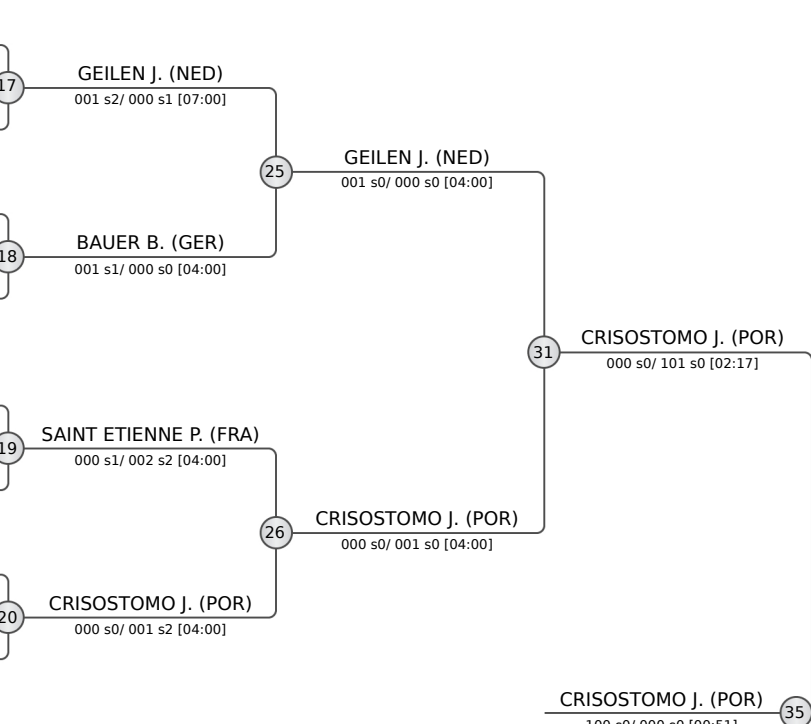 GEILEN J. (NED)
17
001 s2/ 000 s1 [07:00]
GEILEN J. (NED)
25
001 s0/ 000 s0 [04:00]
BAUER B. (GER)
18
001 s1/ 000 s0 [04:00]
CRISOSTOMO J. (POR)
31
000 s0/ 101 s0 [02:17]
SAINT ETIENNE P. (FRA)
19
000 s1/ 002 s2 [04:00]
CRISOSTOMO J. (POR)
26
000 s0/ 001 s0 [04:00]
CRISOSTOMO J. (POR)
20
000 s0/ 001 s2 [04:00]
CRISOSTOMO J. (POR)
35